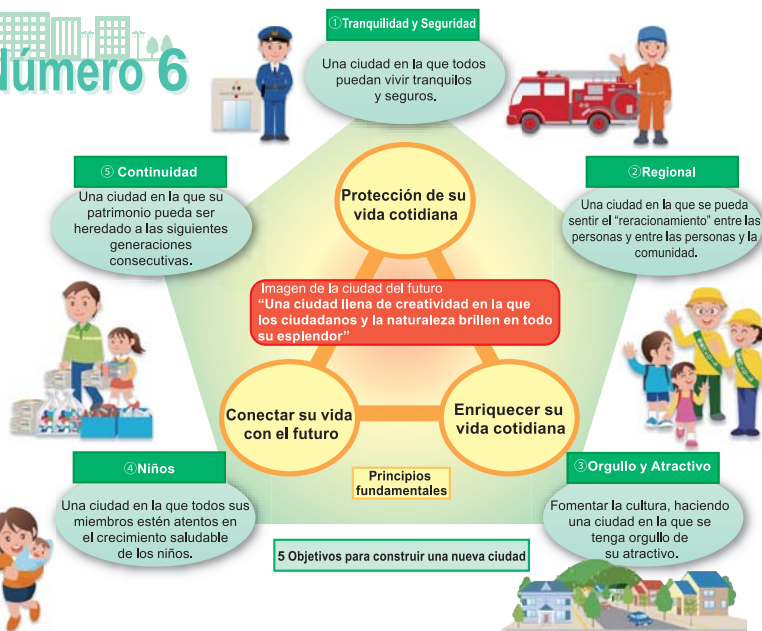 Número 6
①Tranquilidad y Seguridad
Una ciudad en la que todos
puedan vivir tranquilos
y seguros.
②Regional
Una ciudad en la que se pueda
sentir el “reracionamiento” entre las
personas y entre las personas y la
comunidad.
③Orgullo y Atractivo
Fomentar la cultura, haciendo
una ciudad en la que se
tenga orgullo de
su atractivo.
④Niños
Una ciudad en la que todos sus
miembros estén atentos en
el crecimiento saludable
de los niños.
⑤ Continuidad
Una ciudad en la que su
patrimonio pueda ser
heredado a las siguientes
generaciones
consecutivas.
Protección de su
vida cotidiana
Imagen de la ciudad del futuro
“Una ciudad llena de creatividad en la que
los ciudadanos y la naturaleza brillen en todo
su esplendor”
Conectar su vida
con el futuro
Enriquecer su
vida cotidiana
Principios
fundamentales
5 Objetivos para construir una nueva ciudad